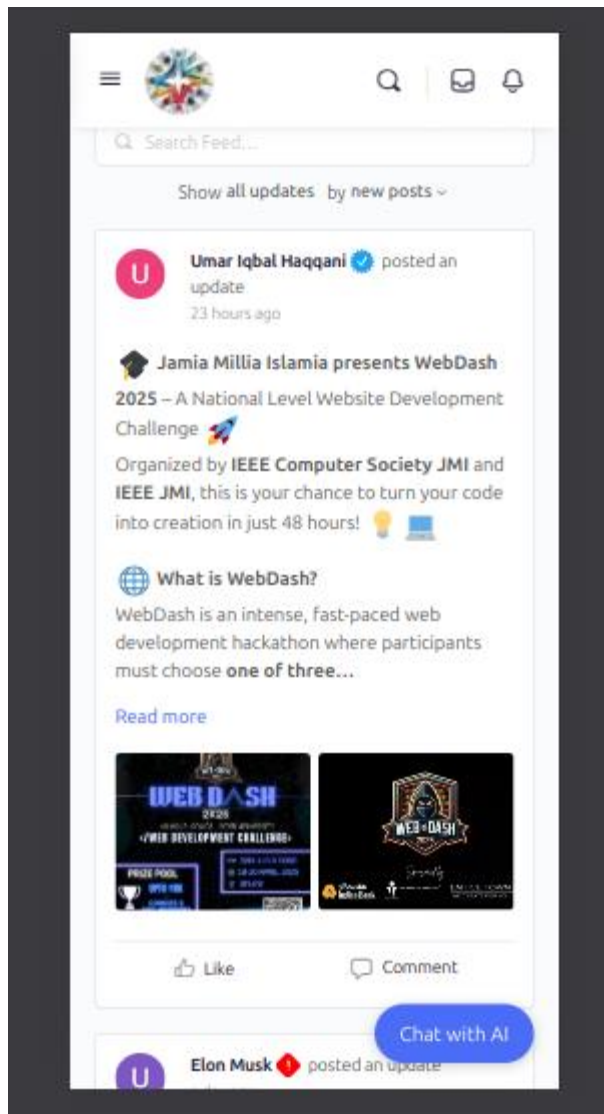 Search Feed...
Show all updates by new posts
U
Umar Iqbal Haqqani posted an
update
23 hours ago
Jamia Millia Islamia presents WebDash
2025 – A National Level Website Development
Challenge
Organized by IEEE Computer Society JMI and
IEEE JMI, this is your chance to turn your code
into creation in just 48 hours!
What is WebDash?
WebDash is an intense, fast-paced web
development hackathon where participants
must choose one of three...
Read more
WEB DASH
2025
</WEB DEVELOPMENT CHALLENGE>
PRIZE POOL
WEB DASH
Like
Comment
Chat with AI
U
Elon Musk posted an update